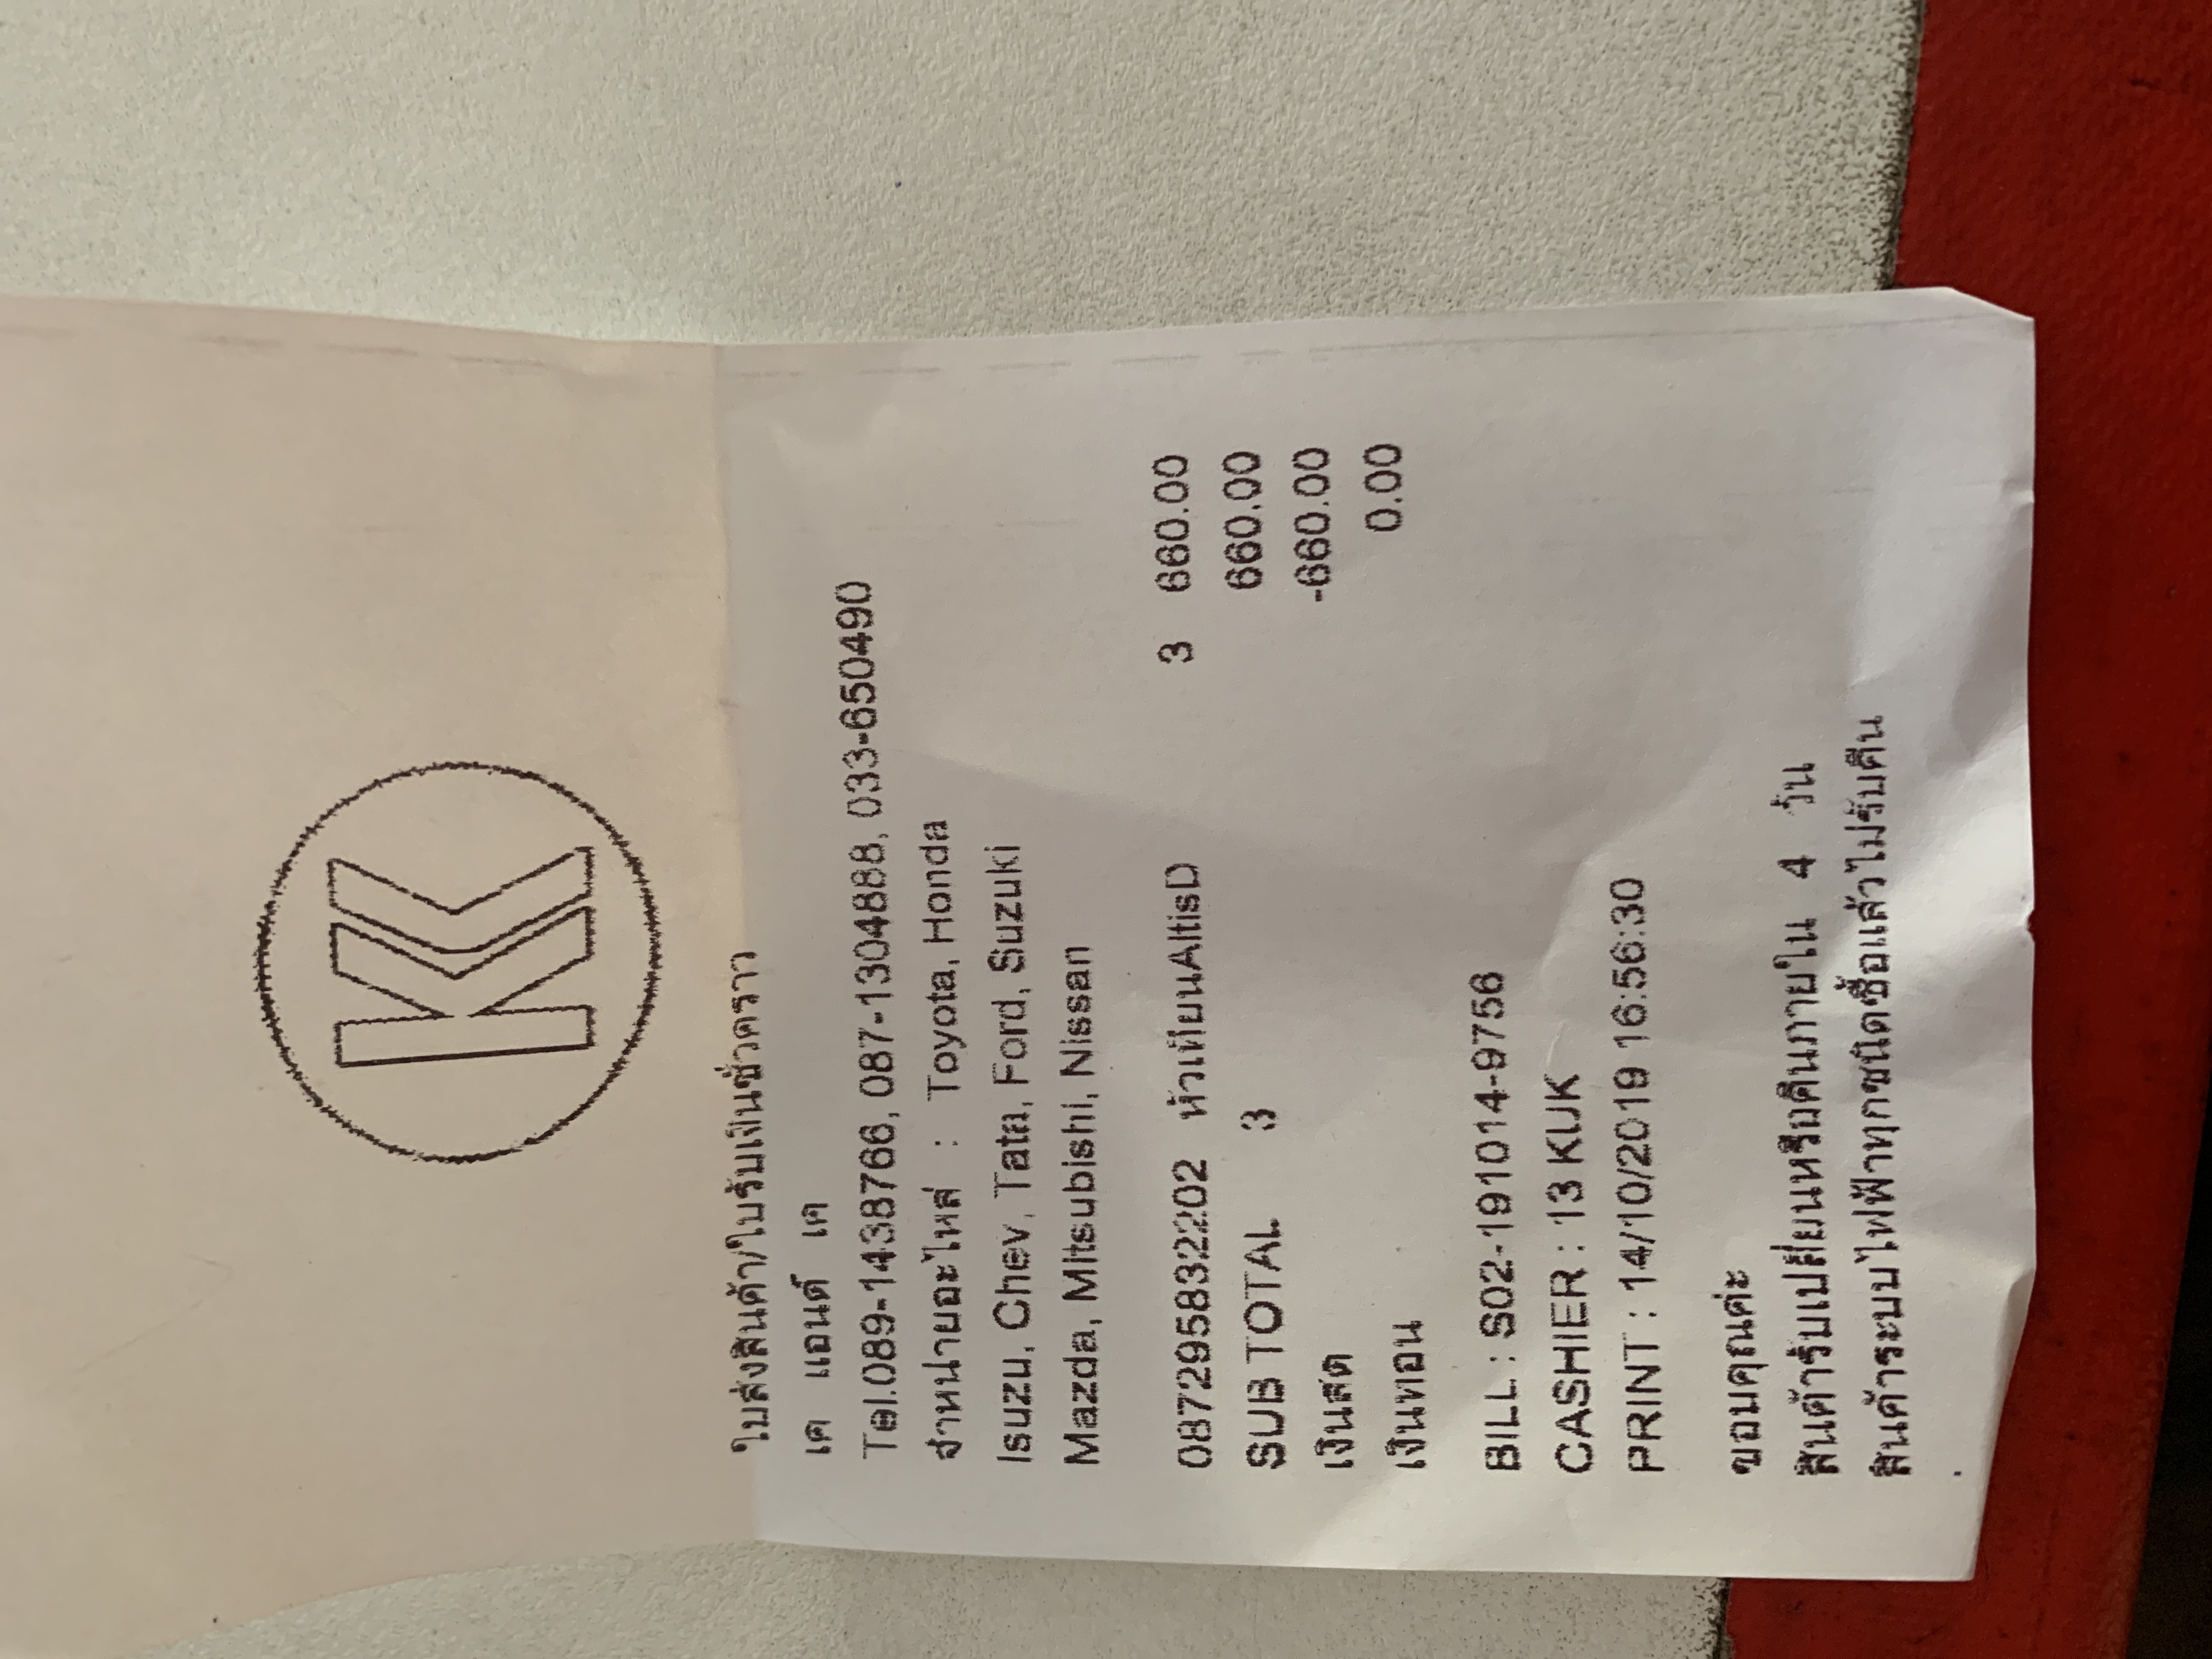 KK
ใบส่งสินค้า/ใบรับเงินชั่วคราว
เค แอนด์ เค
Tel.089-1438766, 087-1304888, 033-650490
จำหน่ายอะไหล่ : Toyota, Honda
Isuzu, Chev, Tata, Ford, Suzuki
Mazda, Mitsubishi, Nissan
087295832202 หัวเทียนAltisD 3 660.00
SUB TOTAL 3 660.00
เงินสด -660.00
เงินทอน 0.00
BILL : S02-191014-9756
CASHIER : 13 KUK
PRINT : 14/10/2019 16:56:30
ขอบคุณค่ะ
สินค้ารับเปลี่ยนหรือคืนภายใน 4 วัน
สินค้าระบบไฟฟ้าทุกชนิดซื้อแล้วไม่รับคืน
.